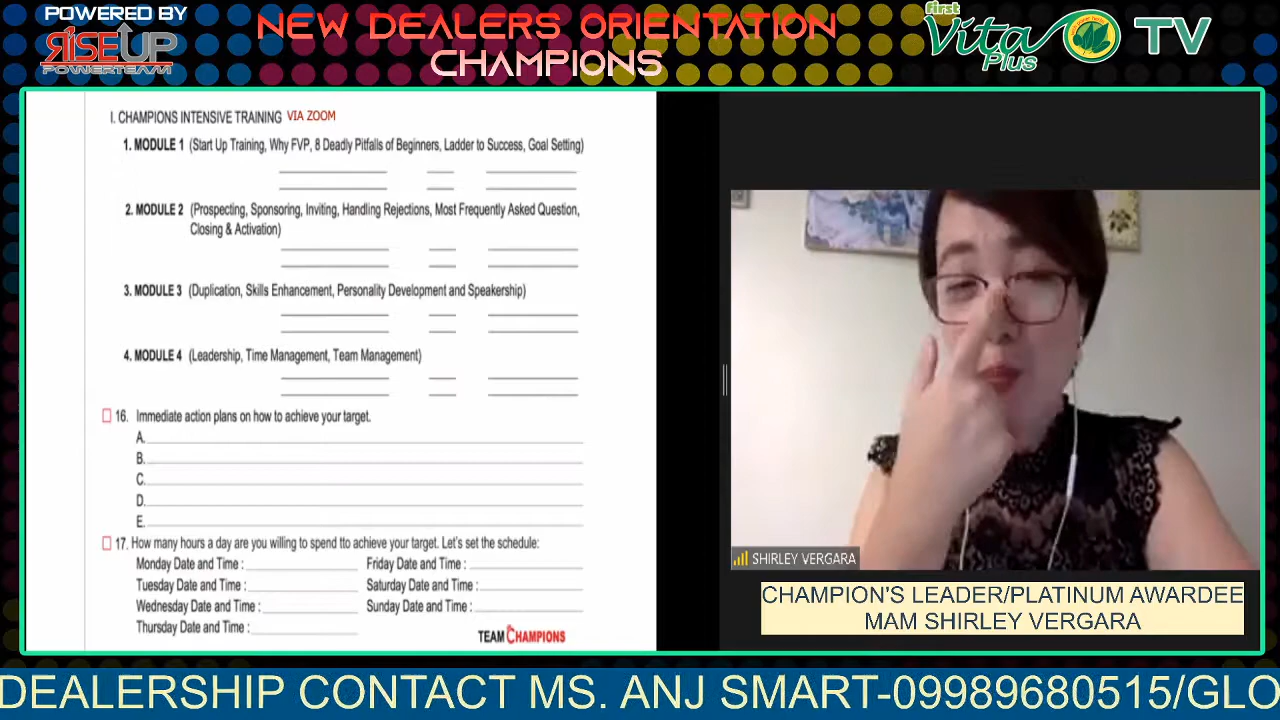 POWERED BY
RISEUP
POWERTEAM
NEW DEALERS ORIENTATION
CHAMPIONS
first
Vita
Plus
TV
I. CHAMPIONS INTENSIVE TRAINING VIA ZOOM
1. MODULE 1 (Start Up Training, Why FVP, 8 Deadly Pitfalls of Beginners, Ladder to Success, Goal Setting)
2. MODULE 2 (Prospecting, Sponsoring, Inviting, Handling Rejections, Most Frequently Asked Question,
Closing & Activation)
3. MODULE 3 (Duplication, Skills Enhancement, Personality Development and Speakership)
4. MODULE 4 (Leadership, Time Management, Team Management)
16. Immediate action plans on how to achieve your target.
A.
B.
C.
D.
E.
17. How many hours a day are you willing to spend tto achieve your target. Let's set the schedule:
Monday Date and Time : Friday Date and Time :
Tuesday Date and Time : Saturday Date and Time :
Wednesday Date and Time : Sunday Date and Time :
Thursday Date and Time :
TEAM CHAMPIONS
SHIRLEY VERGARA
CHAMPION'S LEADER/PLATINUM AWARDEE
MAM SHIRLEY VERGARA
DEALERSHIP CONTACT MS. ANJ SMART-09989680515/GLO